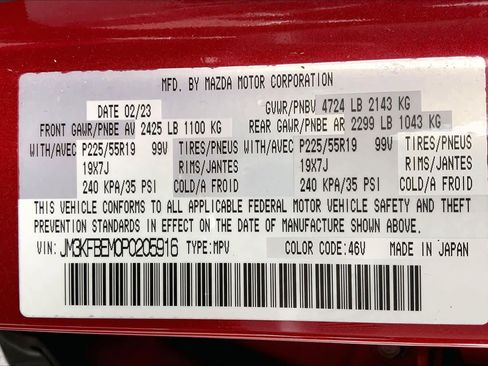 MFD. BY MAZDA MOTOR CORPORATION
DATE 02/23 GVWR/PNBV 4724 LB 2143 KG
FRONT GAWR/PNBE AV 2425 LB 1100 KG REAR GAWR/PNBE AR 2299 LB 1043 KG
WITH/AVEC P225/55R19 99V TIRES/PNEUS WITH/AVEC P225/55R19 99V TIRES/PNEUS
19X7J RIMS/JANTES 19X7J RIMS/JANTES
240 KPA/35 PSI COLD/A FROID 240 KPA/35 PSI COLD/A FROID
THIS VEHICLE CONFORMS TO ALL APPLICABLE FEDERAL MOTOR VEHICLE SAFETY AND THEFT
PREVENTION STANDARDS IN EFFECT ON THE DATE OF MANUFACTURE SHOWN ABOVE.
VIN: JM3KFBEM0P0205916 TYPE:MPV COLOR CODE:46V MADE IN JAPAN